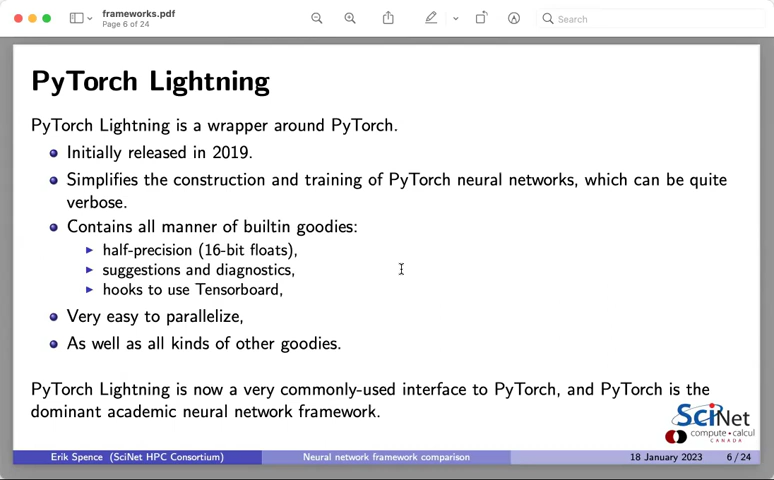 frameworks.pdf
Page 6 of 24
Search
PyTorch Lightning
PyTorch Lightning is a wrapper around PyTorch.
Initially released in 2019.
Simplifies the construction and training of PyTorch neural networks, which can be quite
verbose.
Contains all manner of builtin goodies:
half-precision (16-bit floats),
suggestions and diagnostics,
hooks to use Tensorboard,
Very easy to parallelize,
As well as all kinds of other goodies.
PyTorch Lightning is now a very commonly-used interface to PyTorch, and PyTorch is the
dominant academic neural network framework.
SciNet
compute • calcul
CANADA
Erik Spence (SciNet HPC Consortium)
Neural network framework comparison
18 January 2023
6 / 24